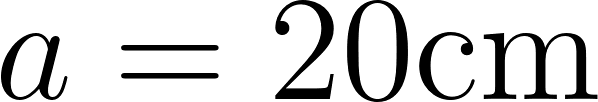 a = 20cm